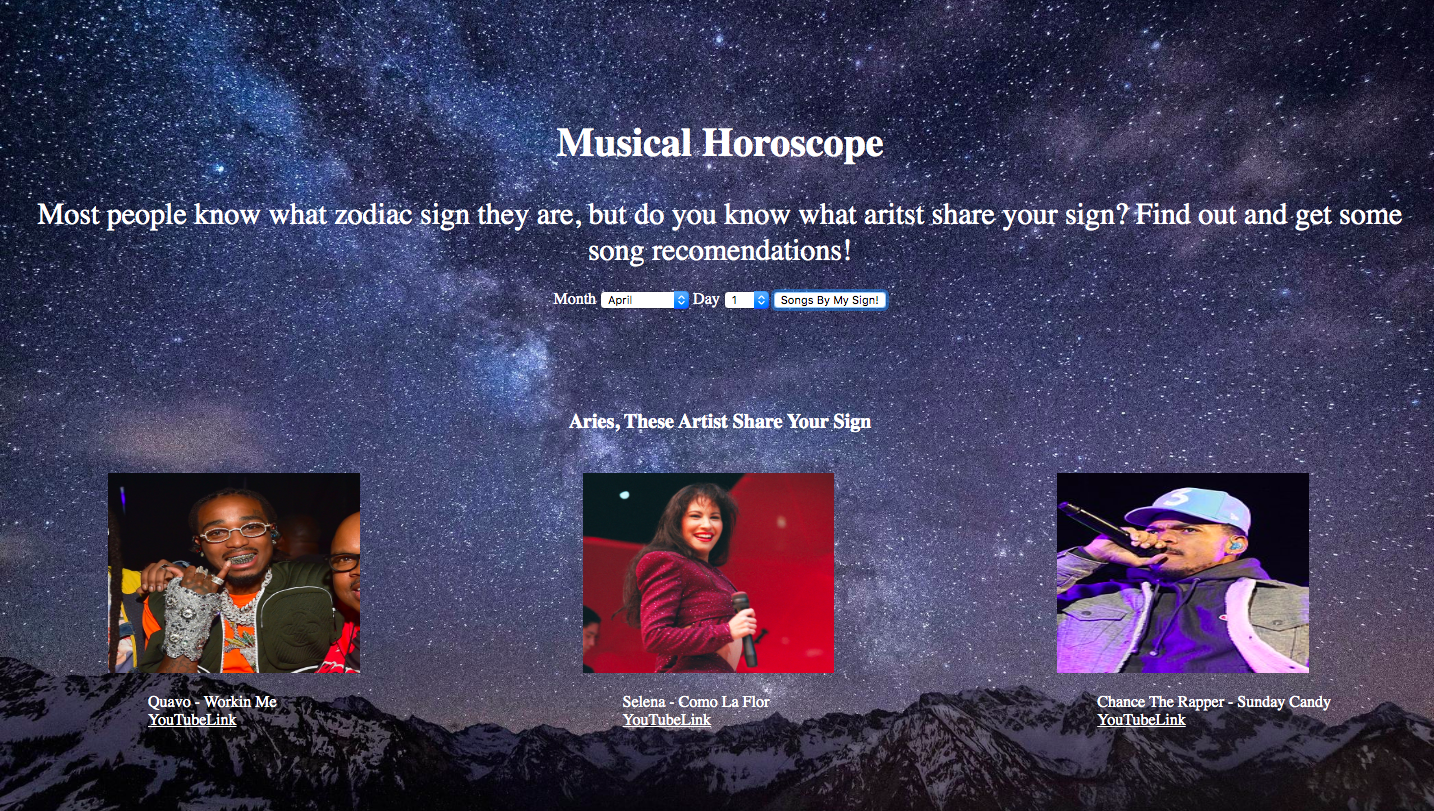 Musical Horoscope
Most people know what zodiac sign they are, but do you know what aritst share your sign? Find out and get some
song recomendations!
Month April Day 1 Songs By My Sign!
Aries, These Artist Share Your Sign
3
Quavo - Workin Me
YouTubeLink
Selena - Como La Flor
YouTubeLink
Chance The Rapper - Sunday Candy
YouTubeLink